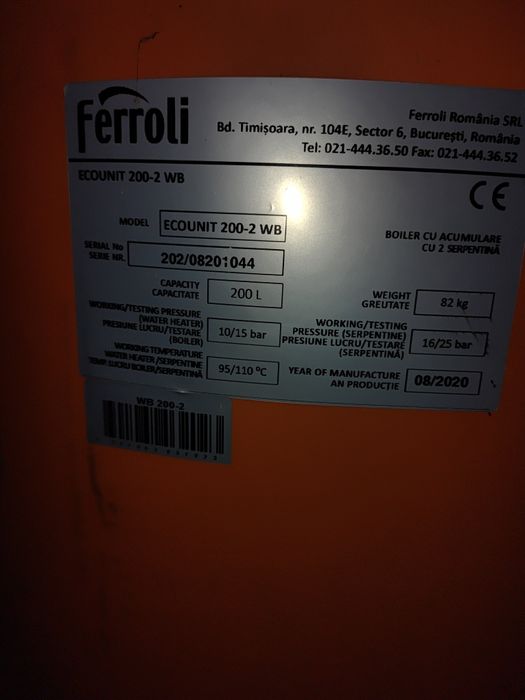 Ferroli
Ferroli România SRL
Bd. Timişoara, nr. 104E, Sector 6, Bucureşti, România
Tel: 021-444.36.50 Fax: 021-444.36.52
ECOUNIT 200-2 WB
CE
MODEL ECOUNIT 200-2 WB
BOILER CU ACUMULARE
CU 2 SERPENTINĂ
SERIAL No
SERIE NR. 202/08201044
CAPACITY
CAPACITATE 200 L
WEIGHT
GREUTATE 82 kg
WORKING/TESTING PRESSURE
(WATER HEATER)
PRESIUNE LUCRU/TESTARE
(BOILER) 10/15 bar
WORKING/TESTING
PRESSURE (SERPENTINE)
PRESIUNE LUCRU/TESTARE
(SERPENTINĂ) 16/25 bar
WORKING TEMPERATURE
WATER HEATER/SERPENTINE
TEMP. LUCRU BOILER/SERPENTINĂ 95/110 ºC
YEAR OF MANUFACTURE
AN PRODUCŢIE 08/2020
WB 200-2